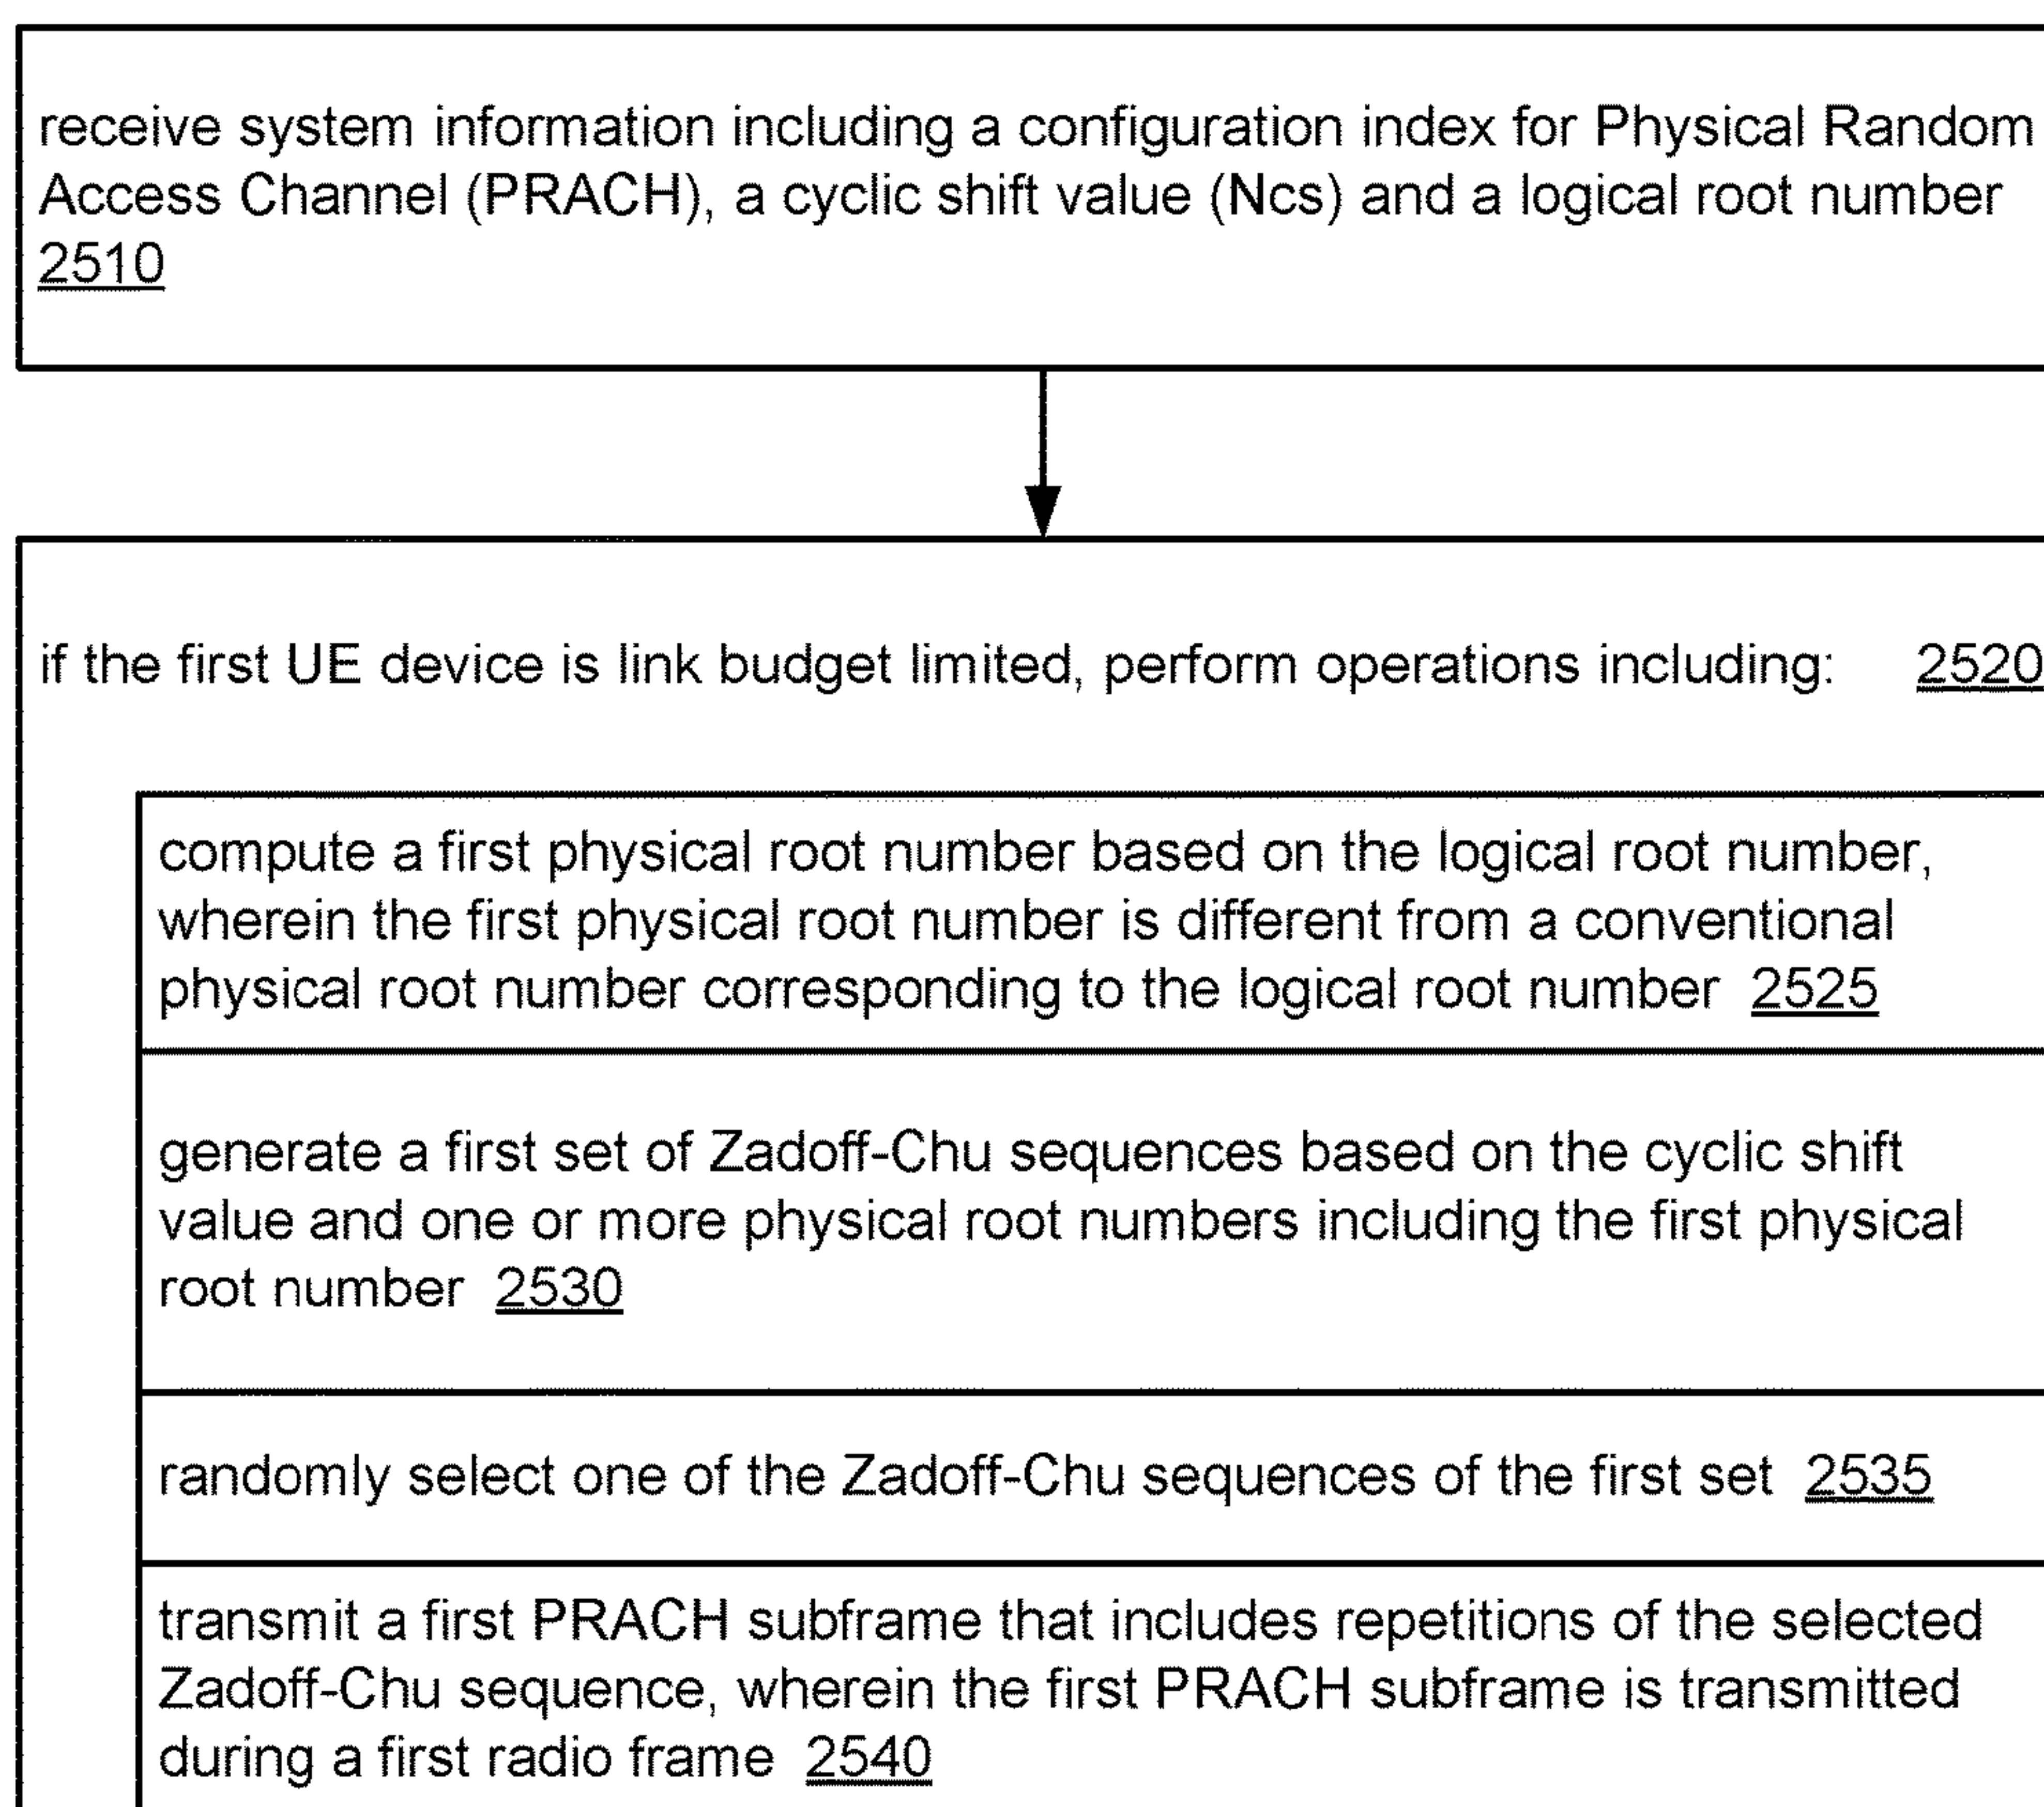 receive system information including a configuration index for Physical Random
Access Channel (PRACH), a cyclic shift value (Ncs) and a logical root number
2510
if the first UE device is link budget limited, perform operations including: 2520
compute a first physical root number based on the logical root number,
wherein the first physical root number is different from a conventional
physical root number corresponding to the logical root number 2525
generate a first set of Zadoff-Chu sequences based on the cyclic shift
value and one or more physical root numbers including the first physical
root number 2530
randomly select one of the Zadoff-Chu sequences of the first set 2535
transmit a first PRACH subframe that includes repetitions of the selected
Zadoff-Chu sequence, wherein the first PRACH subframe is transmitted
during a first radio frame 2540